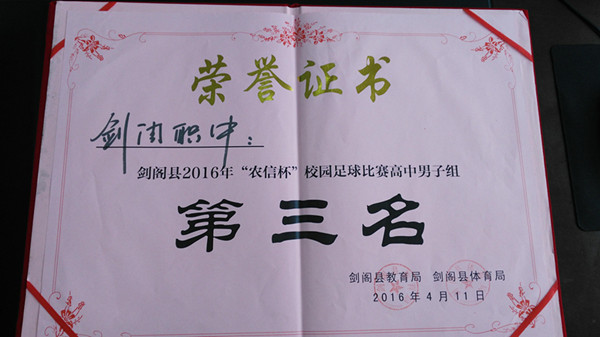 荣誉证书
剑阁职中：
剑阁县2016年“农信杯”校园足球比赛高中男子组
第三名
剑阁县教育局 剑阁县体育局
2016年4月11日